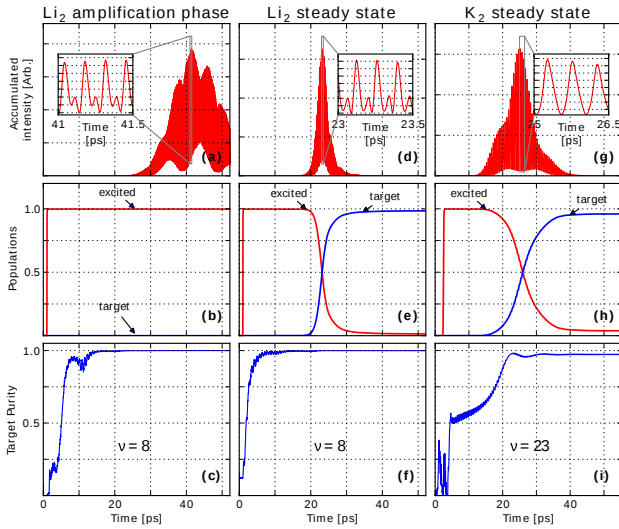 Li2 amplification phase
Li2 steady state
K2 steady state
Accumulated
intensity [Arb.]
41
41.5
Time
[ps]
(a)
23
23.5
Time
[ps]
(d)
25
26.5
Time
[ps]
(g)
Populations
1.0
0.5
0
excited
target
(b)
excited
target
(e)
excited
target
(h)
Target Purity
1.0
0.5
0
ν = 8
(c)
ν = 8
(f)
ν = 23
(i)
0
20
40
Time [ps]
0
20
40
Time [ps]
0
20
40
Time [ps]